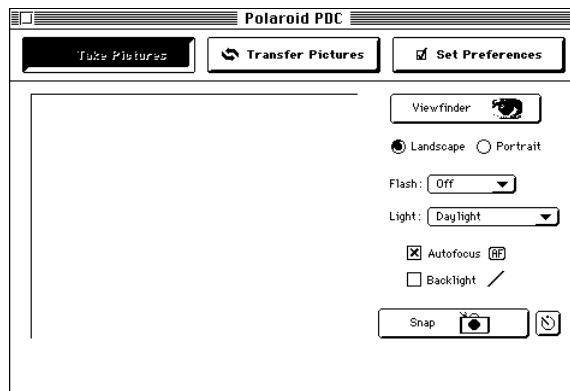 Polaroid PDC
Take Pictures
Transfer Pictures
Set Preferences
Viewfinder
Landscape
Portrait
Flash: Off
Light: Daylight
Autofocus AF
Backlight
Snap